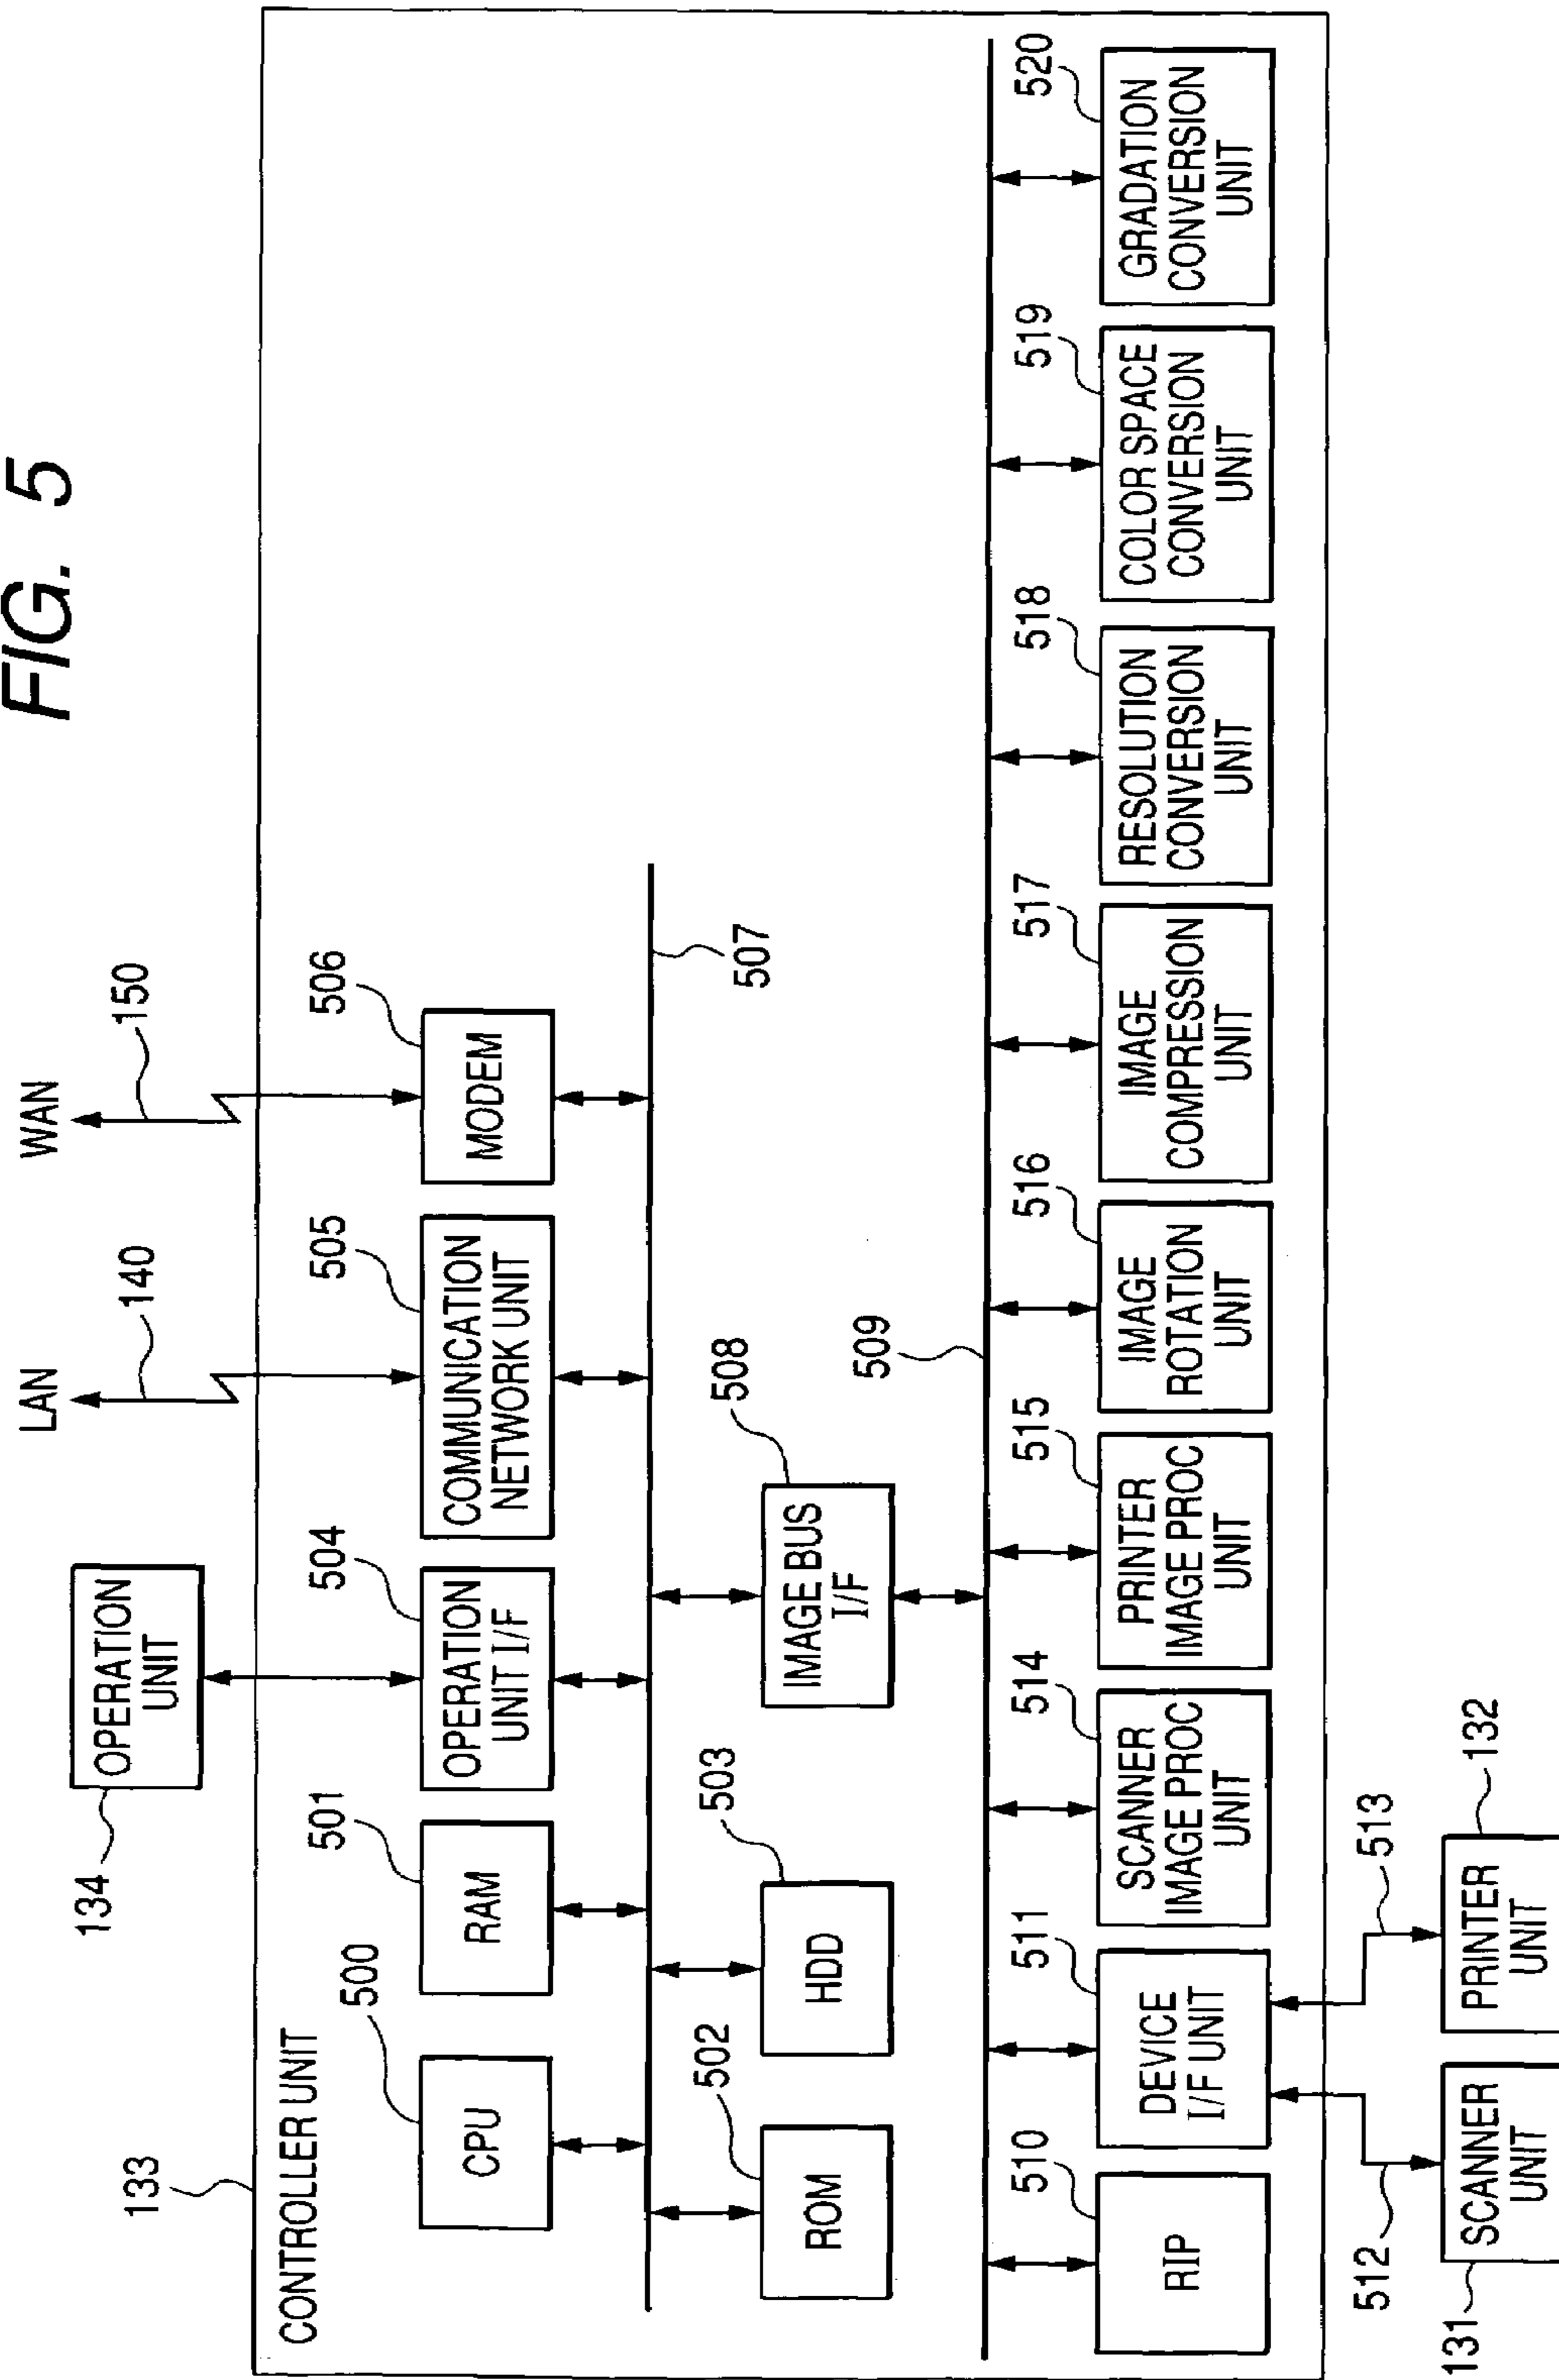 FIG. 5
WAN
150
LAN
140
OPERATION
UNIT
134
133
CONTROLLER UNIT
500
CPU
501
RAM
504
OPERATION
UNIT I/F
505
COMMUNICATION
NETWORK UNIT
506
MODEM
507
502
ROM
503
HDD
508
IMAGE BUS
I/F
509
510
RIP
511
DEVICE
I/F UNIT
514
SCANNER
IMAGE PROC
UNIT
515
PRINTER
IMAGE PROC
UNIT
516
IMAGE
ROTATION
UNIT
517
IMAGE
COMPRESSION
UNIT
518
RESOLUTION
CONVERSION
UNIT
519
COLOR SPACE
CONVERSION
UNIT
520
GRADATION
CONVERSION
UNIT
512
513
131
SCANNER
UNIT
132
PRINTER
UNIT